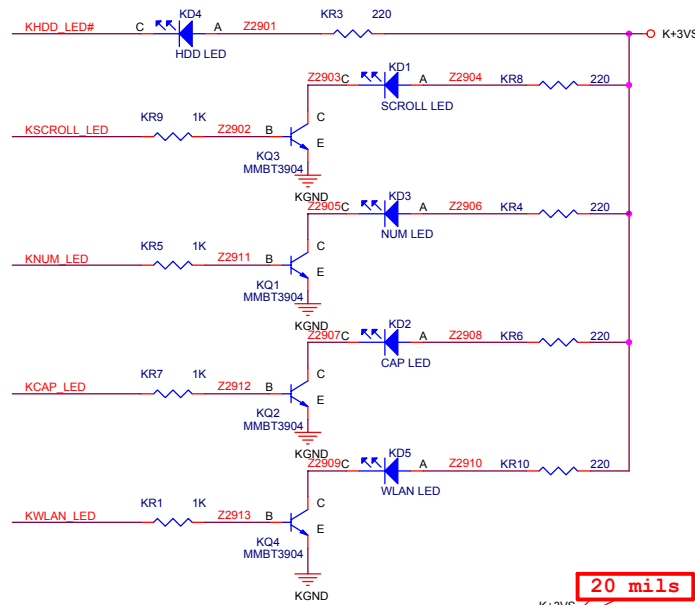 KD4 KR3 220
KHDD_LED# C A Z2901 K+3VS
HDD LED
KD1
Z2903 C A Z2904 KR8 220
SCROLL LED
KR9 1K C
KSCROLL_LED Z2902 B
E
KQ3
MMBT3904
KGND
KD3
Z2905 C A Z2906 KR4 220
NUM LED
KR5 1K C
KNUM_LED Z2911 B
E
KQ1
MMBT3904
KGND
KD2
Z2907 C A Z2908 KR6 220
CAP LED
KR7 1K C
KCAP_LED Z2912 B
E
KQ2
MMBT3904
KGND
KD5
Z2909 C A Z2910 KR10 220
WLAN LED
KR1 1K C
KWLAN_LED Z2913 B
E
KQ4
MMBT3904
KGND
20 mils
K+3VS